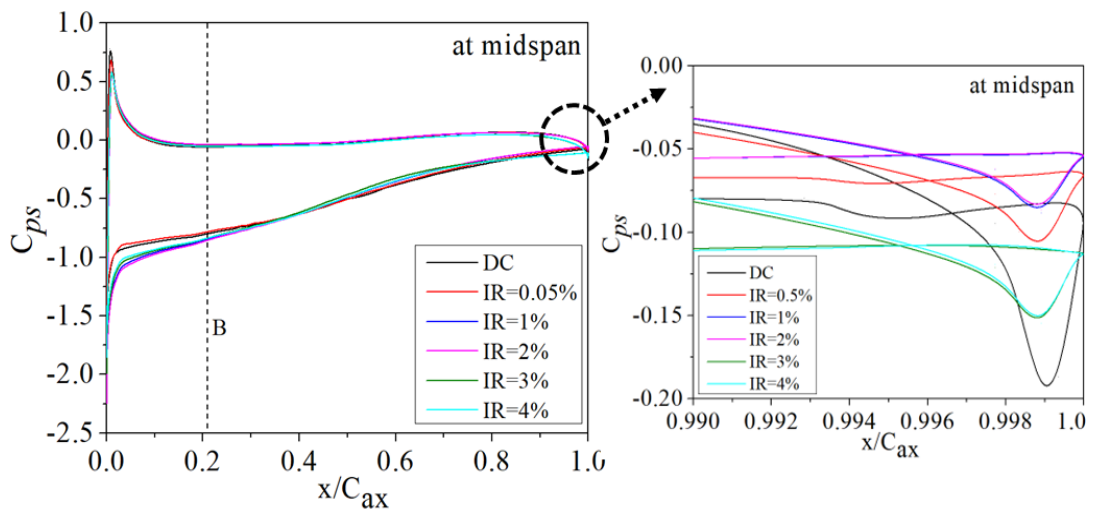 1.0
0.5
0.0
-0.5
-1.0
-1.5
-2.0
-2.5
C_ps
at midspan
B
DC
IR=0.05%
IR=1%
IR=2%
IR=3%
IR=4%
0.0 0.2 0.4 0.6 0.8 1.0
x/C_ax
0.00
-0.05
-0.10
-0.15
-0.20
C_ps
at midspan
DC
IR=0.5%
IR=1%
IR=2%
IR=3%
IR=4%
0.990 0.992 0.994 0.996 0.998 1.0
x/C_ax